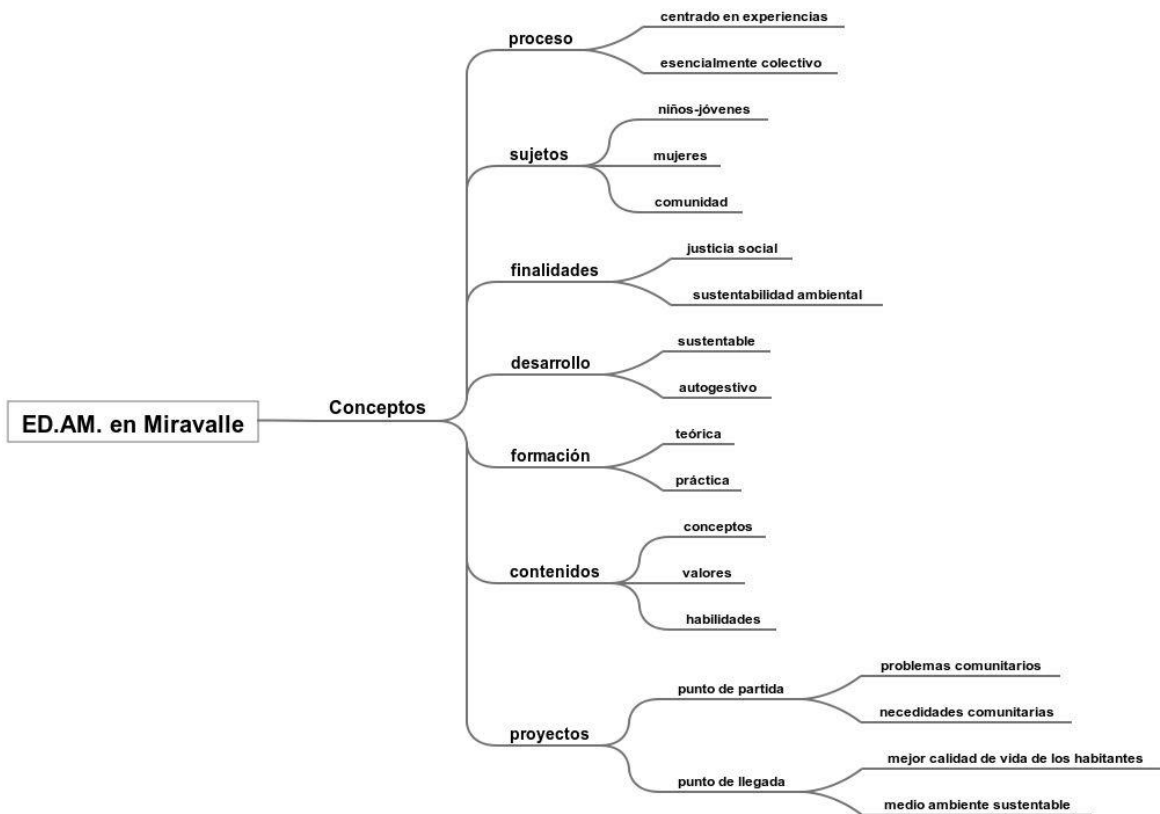 ED.AM. en Miravalle
Conceptos
proceso
centrado en experiencias
esencialmente colectivo
sujetos
niños-jóvenes
mujeres
comunidad
finalidades
justicia social
sustentabilidad ambiental
desarrollo
sustentable
autogestivo
formación
teórica
práctica
contenidos
conceptos
valores
habilidades
proyectos
punto de partida
problemas comunitarios
necedidades comunitarias
punto de llegada
mejor calidad de vida de los habitantes
medio ambiente sustentable